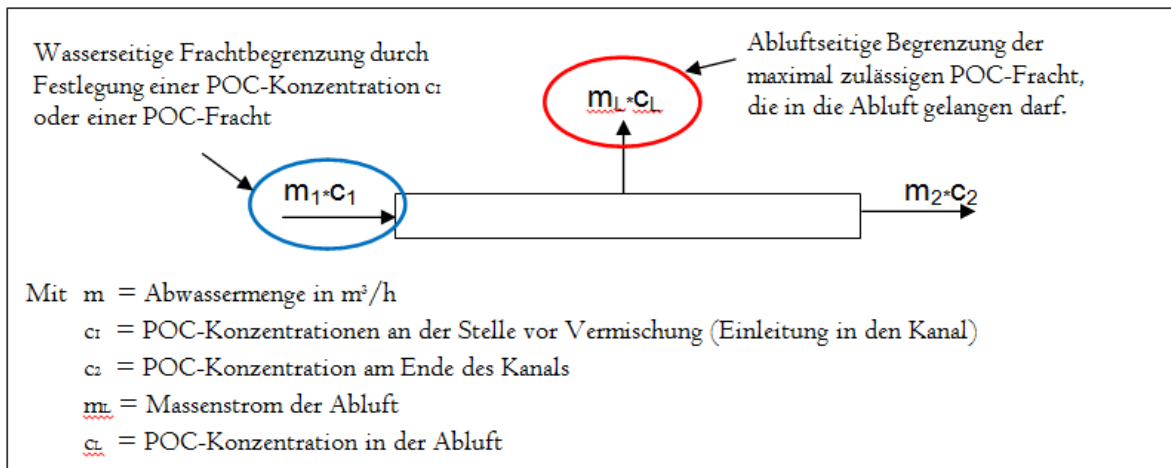 Wasserseitige Frachtbegrenzung durch
Festlegung einer POC-Konzentration c1
oder einer POC-Fracht
Abluftseitige Begrenzung der
maximal zulässigen POC-Fracht,
die in die Abluft gelangen darf.
mL*cL
m1*c1
m2*c2
Mit m = Abwassermenge in m³/h
c1 = POC-Konzentrationen an der Stelle vor Vermischung (Einleitung in den Kanal)
c2 = POC-Konzentration am Ende des Kanals
mL = Massenstrom der Abluft
cL = POC-Konzentration in der Abluft